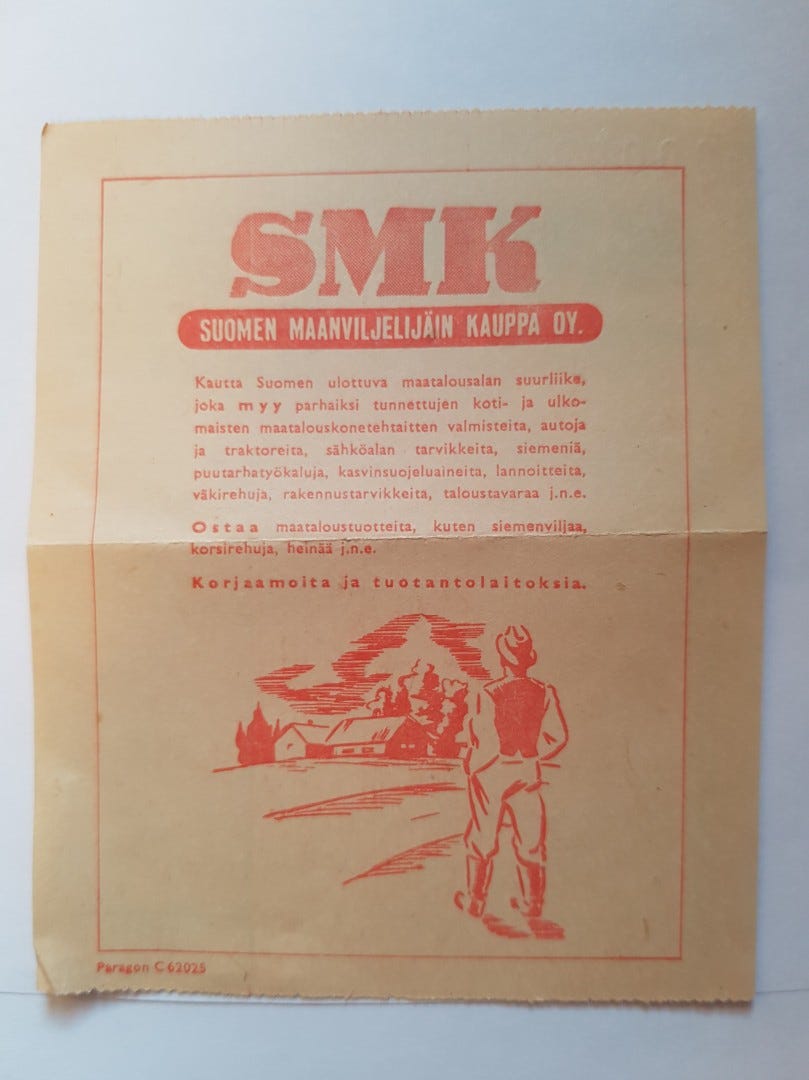 SMK
SUOMEN MAANVILJELIJÄIN KAUPPA OY.
Kautta Suomen ulottuva maatalousalan suurliike,
joka myy parhaiksi tunnettujen koti- ja ulko-
maisten maatalouskonetehtaitten valmisteita, autoja
ja traktoreita, sähköalan tarvikkeita, siemeniä,
puutarhatyökaluja, kasvinsuojeluaineita, lannoitteita,
väkirehuja, rakennustarvikkeita, taloustavaraa j.n.e.
Ostaa maataloustuotteita, kuten siemenviljaa,
korsirehuja, heinää j.n.e.
Korjaamoita ja tuotantolaitoksia.
Paragon C 62025